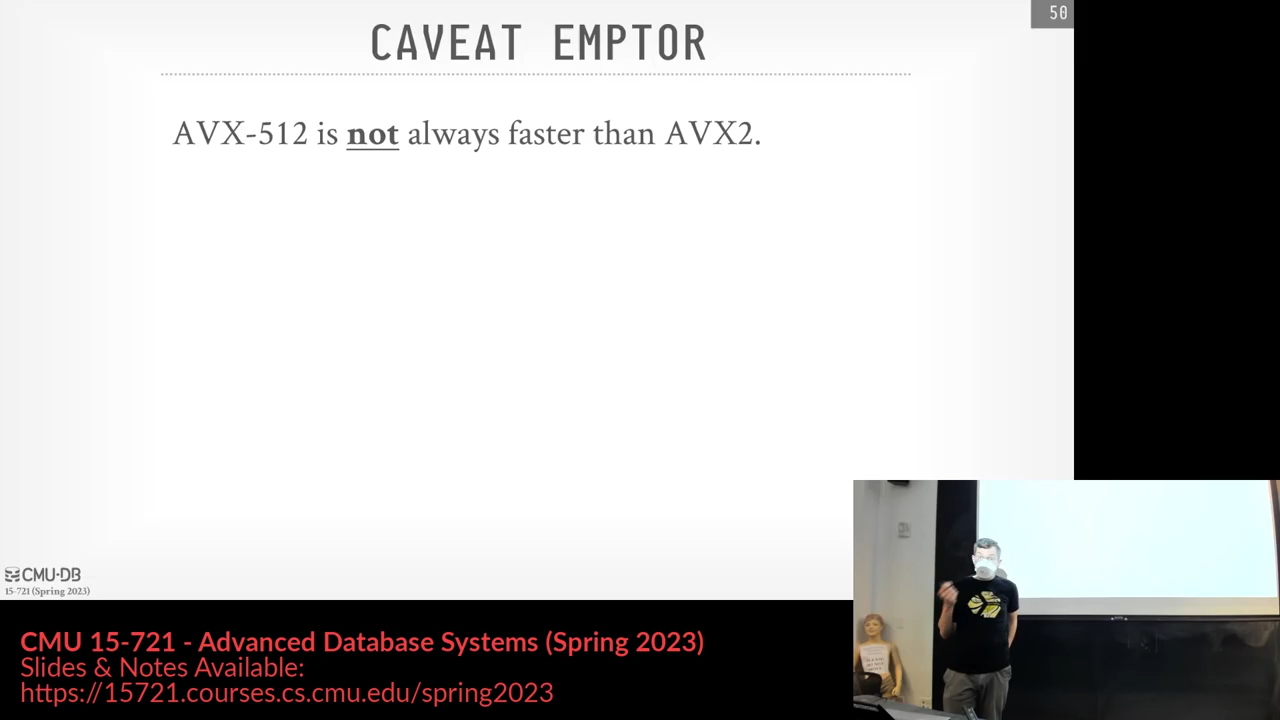 50
CAVEAT EMPTOR
AVX-512 is not always faster than AVX2.
CMU·DB
15-721 (Spring 2023)
CMU 15-721 - Advanced Database Systems (Spring 2023)
Slides & Notes Available:
https://15721.courses.cs.cmu.edu/spring2023